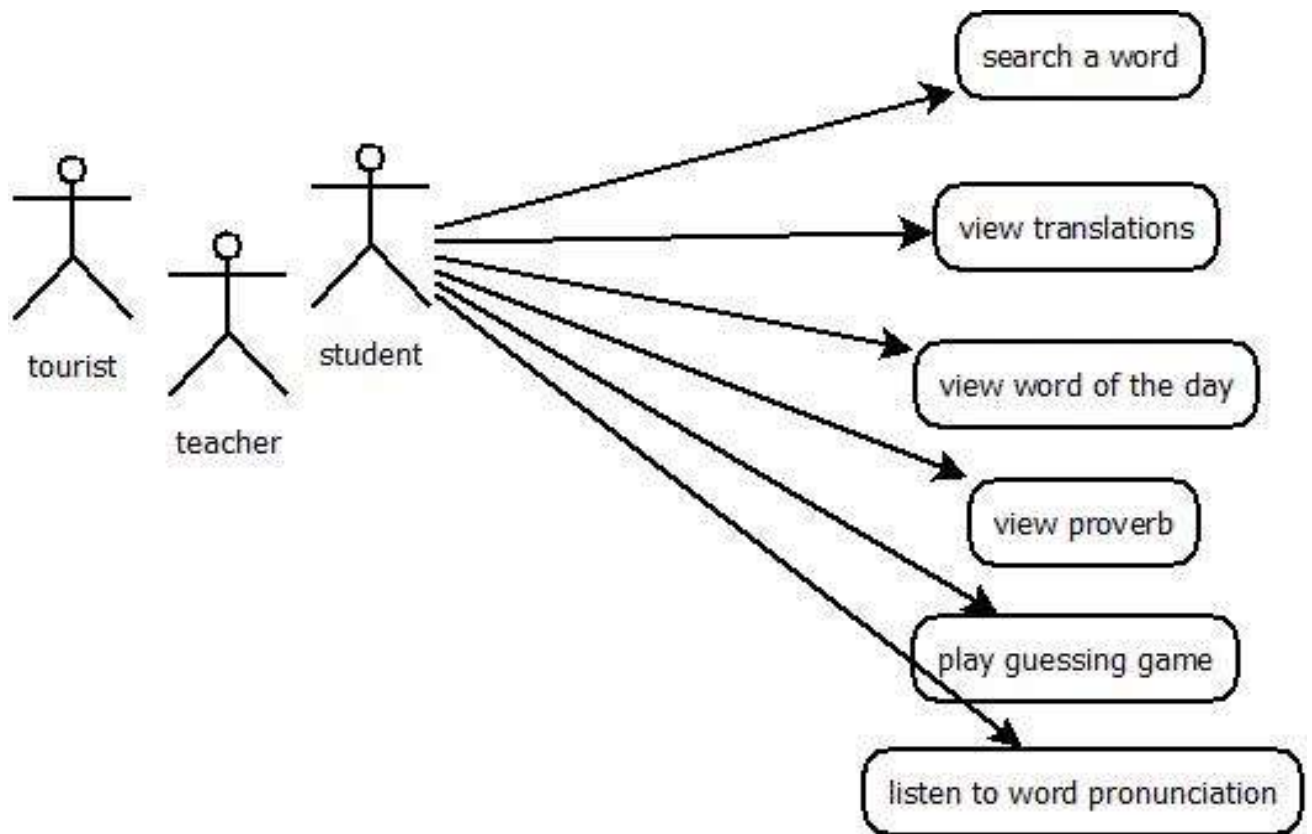 search a word
view translations
tourist
student
teacher
view word of the day
view proverb
play guessing game
listen to word pronunciation